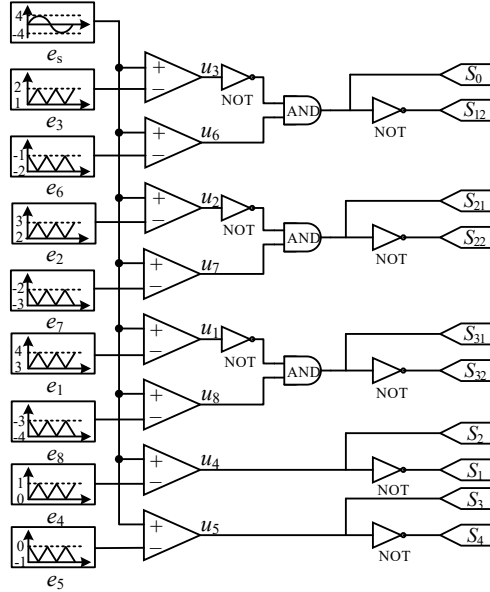 4
-4
e_s
2
1
e_3
-1
-2
e_6
3
2
e_2
-2
-3
e_7
4
3
e_1
-3
-4
e_8
1
0
e_4
0
-1
e_5
+ − u_3 NOT AND NOT S_0 S_12
+ − u_6
+ − u_2 NOT AND NOT S_21 S_22
+ − u_7
+ − u_1 NOT AND NOT S_31 S_32
+ − u_8
+ − u_4 NOT S_2 S_1
+ − u_5 NOT S_3 S_4